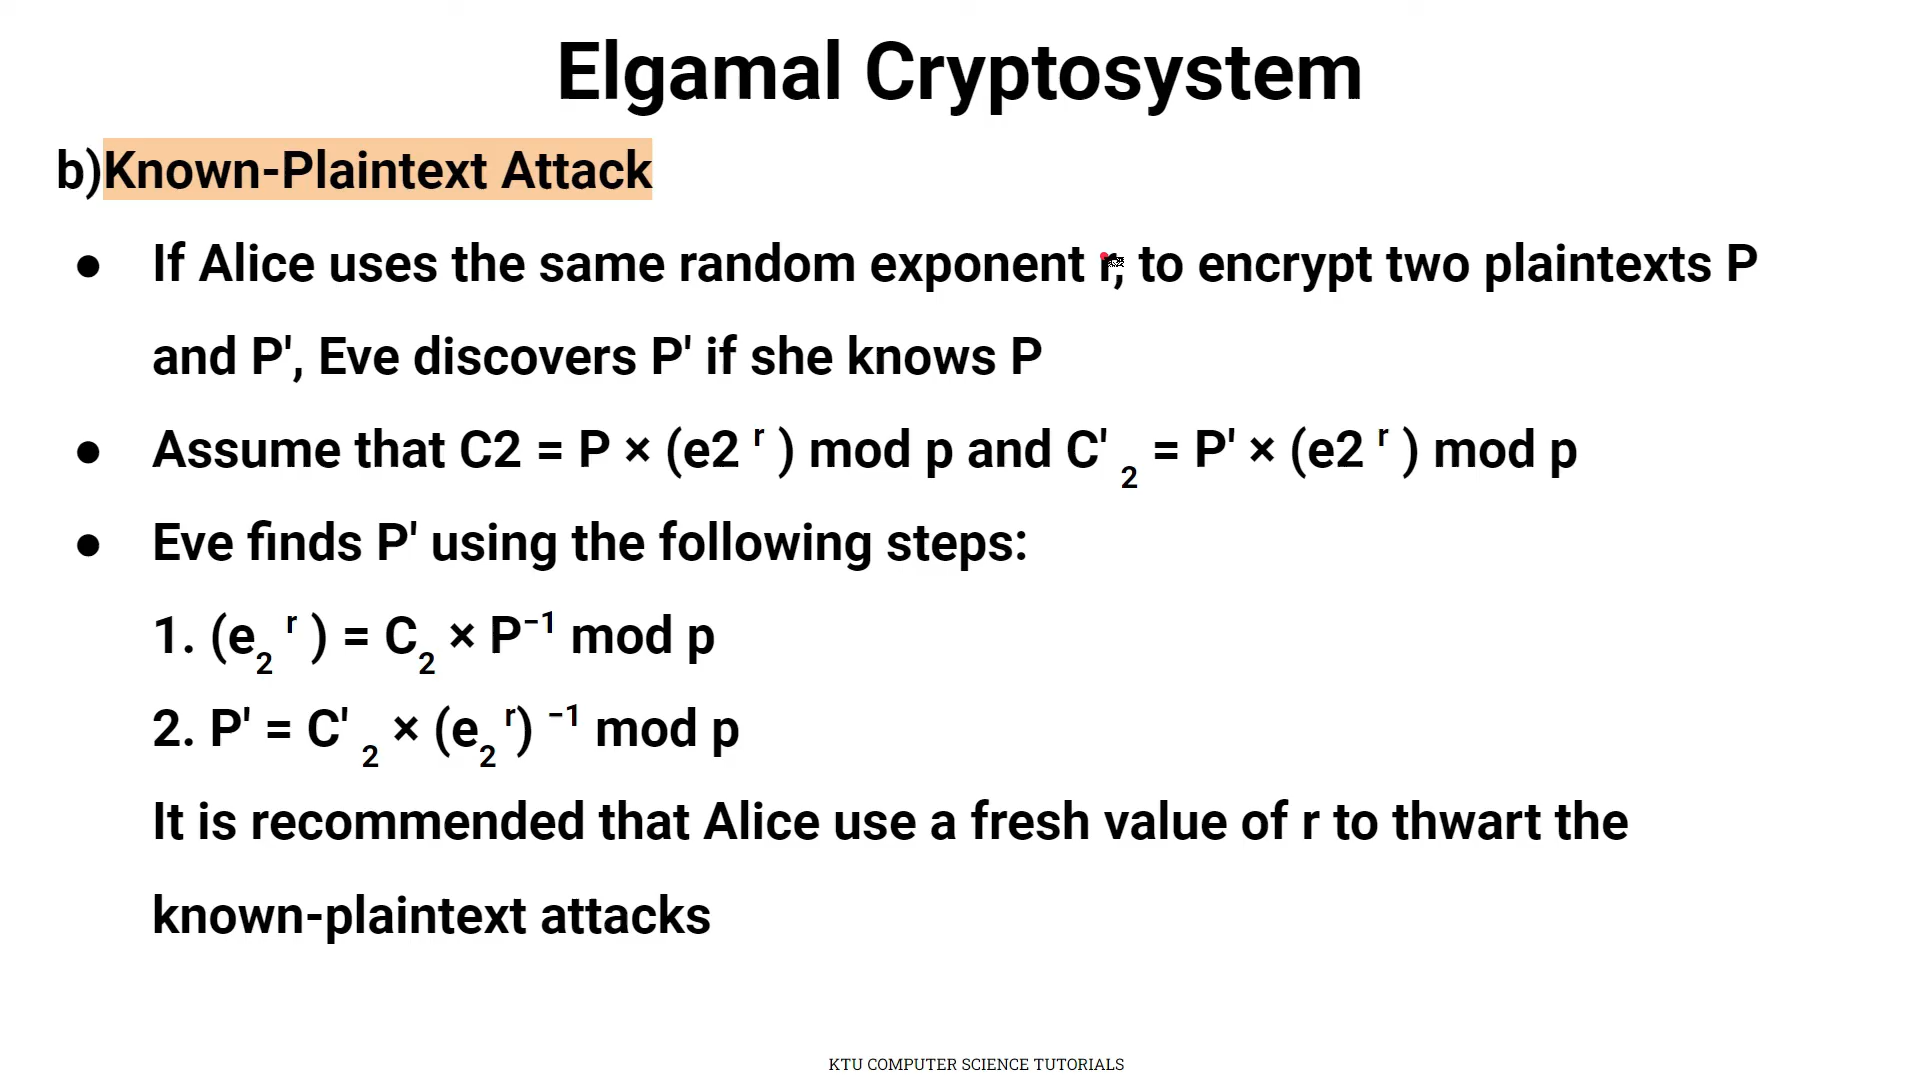 Elgamal Cryptosystem
b)Known-Plaintext Attack
● If Alice uses the same random exponent r, to encrypt two plaintexts P
and P', Eve discovers P' if she knows P
● Assume that C2 = P × (e2 ʳ ) mod p and C' ₂ = P' × (e2 ʳ ) mod p
● Eve finds P' using the following steps:
1. (e₂ ʳ ) = C₂ × P⁻¹ mod p
2. P' = C' ₂ × (e₂ ʳ) ⁻¹ mod p
It is recommended that Alice use a fresh value of r to thwart the
known-plaintext attacks
KTU COMPUTER SCIENCE TUTORIALS